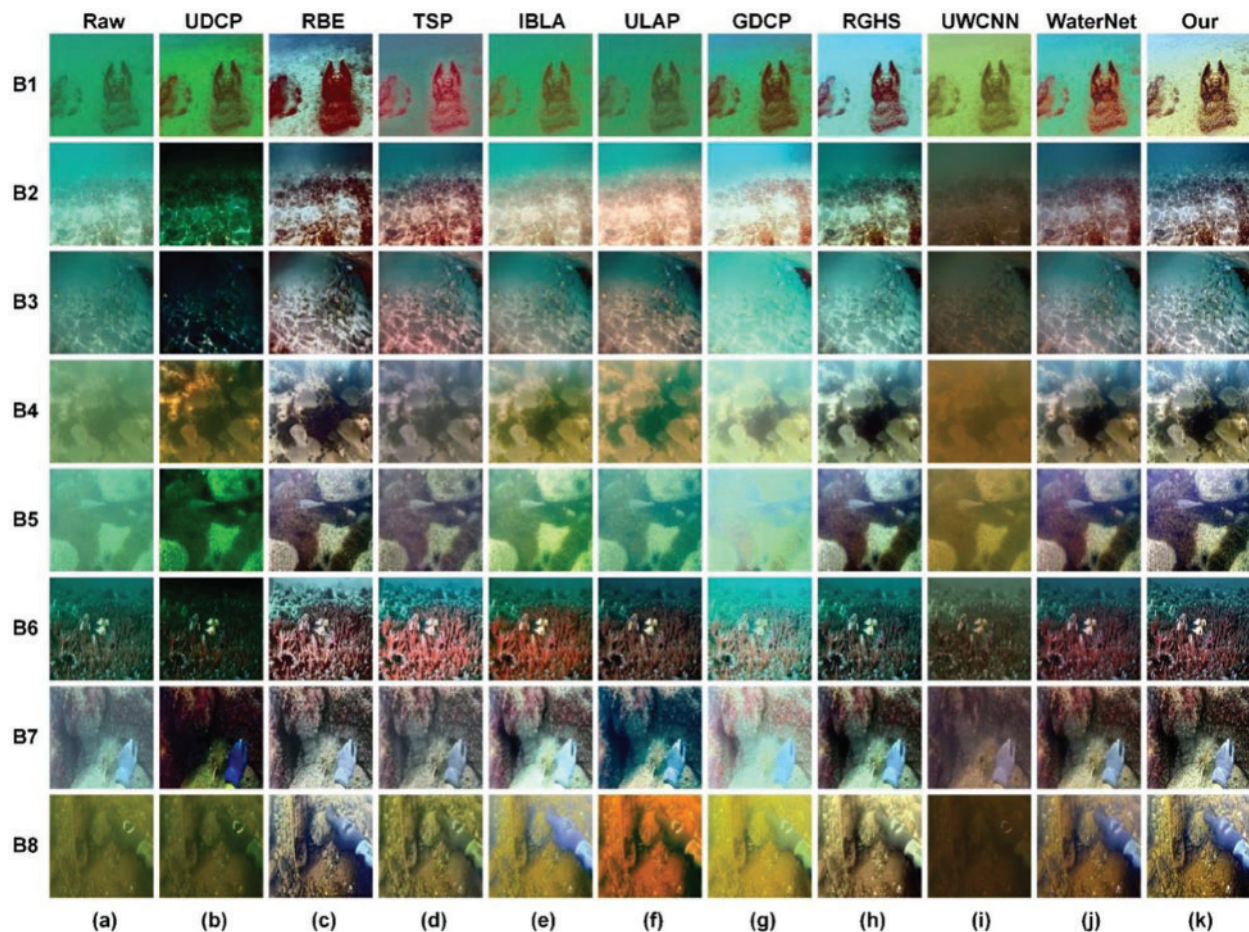 Raw UDCP RBE TSP IBLA ULAP GDCP RGHS UWCNN WaterNet Our
B1
B2
B3
B4
B5
B6
B7
B8
(a) (b) (c) (d) (e) (f) (g) (h) (i) (j) (k)